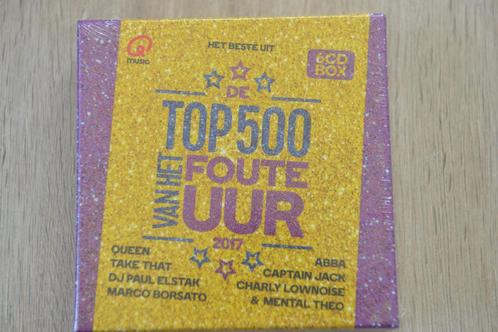 Q
music
HET BESTE UIT
6CD
BOX
DE
TOP 500
VAN HET
FOUTE
UUR
2017
QUEEN
TAKE THAT
DJ PAUL ELSTAK
MARCO BORSATO
ABBA
CAPTAIN JACK
CHARLY LOWNOISE
& MENTAL THEO